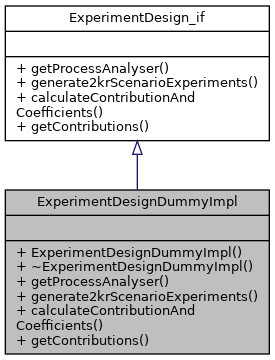 ExperimentDesign_if
+ getProcessAnalyser()
+ generate2krScenarioExperiments()
+ calculateContributionAnd
Coefficients()
+ getContributions()
ExperimentDesignDummyImpl
+ ExperimentDesignDummyImpl()
+ ~ExperimentDesignDummyImpl()
+ getProcessAnalyser()
+ generate2krScenarioExperiments()
+ calculateContributionAnd
Coefficients()
+ getContributions()